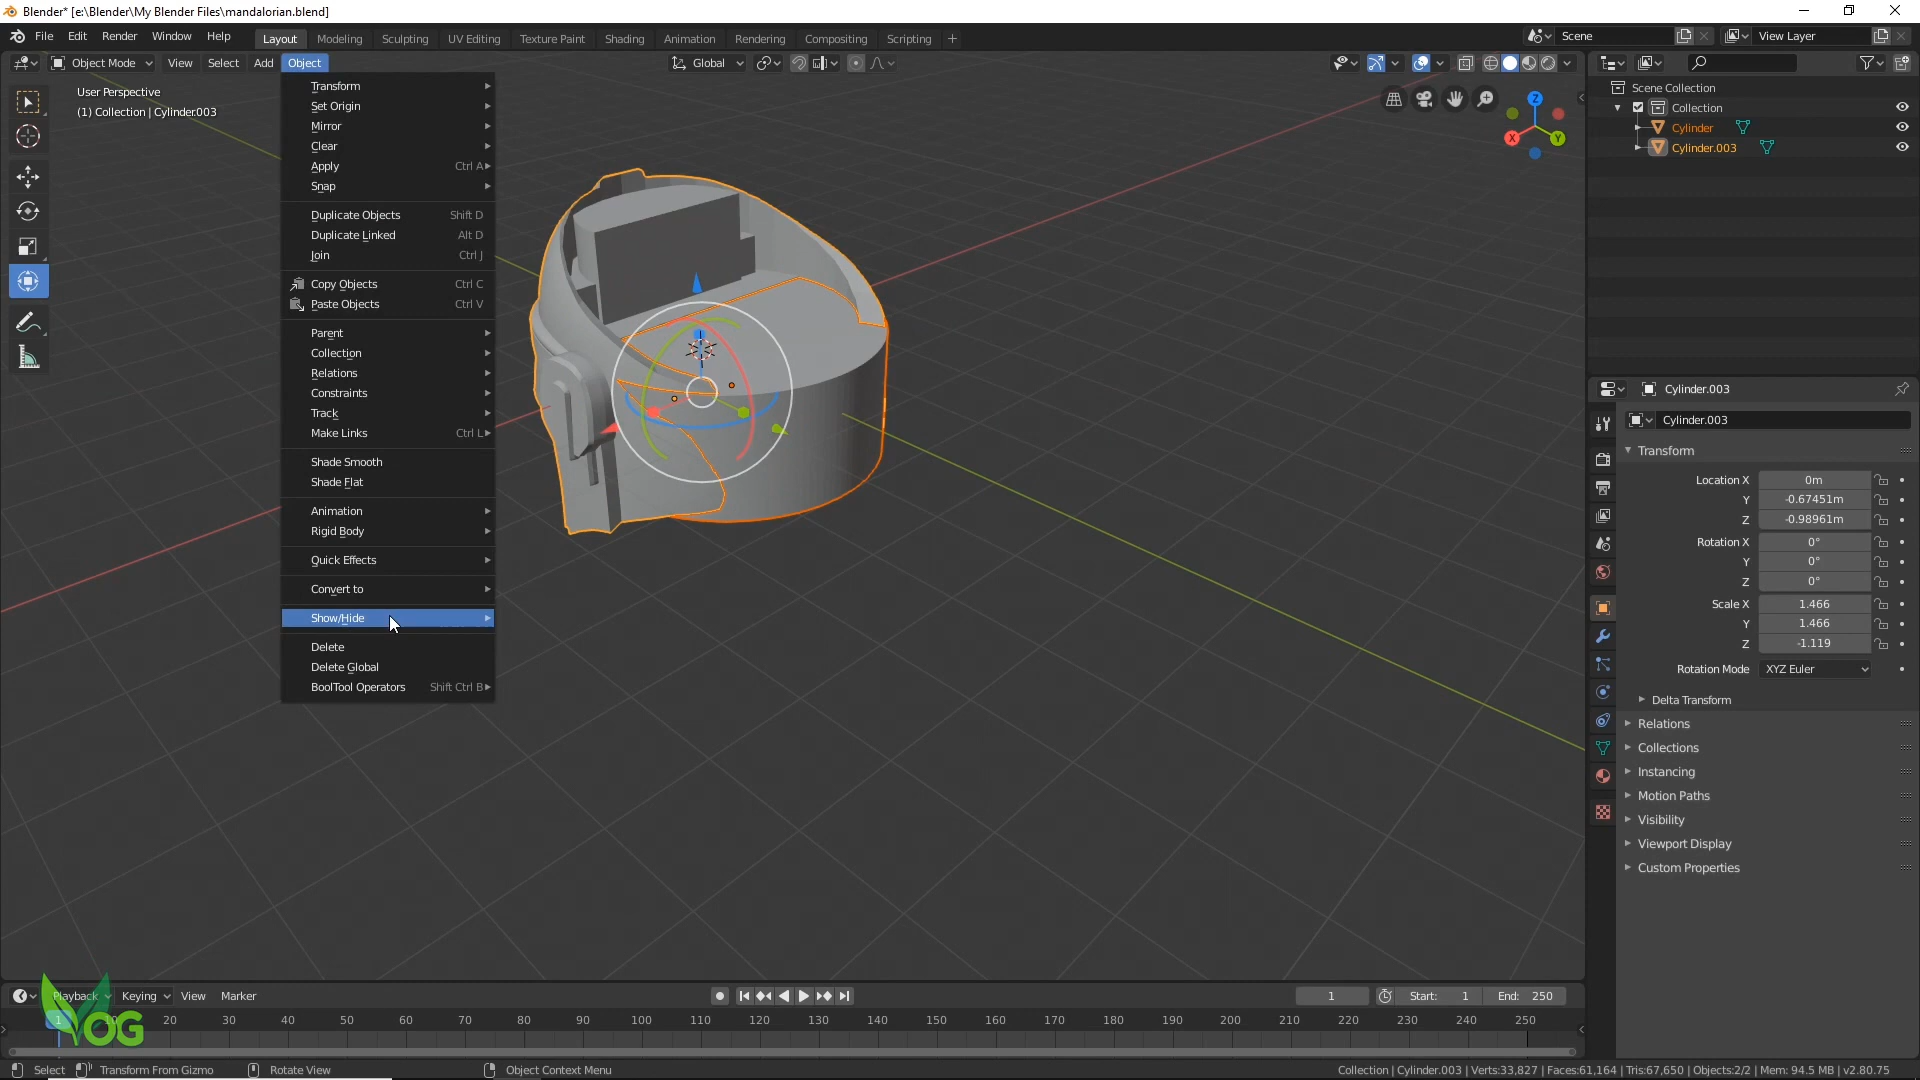 Blender* [e:\Blender\My Blender Files\mandalorian.blend]
File Edit Render Window Help Layout Modeling Sculpting UV Editing Texture Paint Shading Animation Rendering Compositing Scripting + Scene View Layer
Object Mode View Select Add Object Global
User Perspective
(1) Collection | Cylinder.003
Transform
Set Origin
Mirror
Clear
Apply Ctrl A
Snap
Duplicate Objects Shift D
Duplicate Linked Alt D
Join Ctrl J
Copy Objects Ctrl C
Paste Objects Ctrl V
Parent
Collection
Relations
Constraints
Track
Make Links Ctrl L
Shade Smooth
Shade Flat
Animation
Rigid Body
Quick Effects
Convert to
Show/Hide
Delete
Delete Global
BoolTool Operators Shift Ctrl B
Z
X
Y
Scene Collection
Collection
Cylinder
Cylinder.003
Cylinder.003
Cylinder.003
Transform
Location X 0m
Y -0.67451m
Z -0.98961m
Rotation X 0°
Y 0°
Z 0°
Scale X 1.466
Y 1.466
Z -1.119
Rotation Mode XYZ Euler
Delta Transform
Relations
Collections
Instancing
Motion Paths
Visibility
Viewport Display
Custom Properties
Playback Keying View Marker 1 Start: 1 End: 250
1 10 20 30 40 50 60 70 80 90 100 110 120 130 140 150 160 170 180 190 200 210 220 230 240 250
OG
Select Transform From Gizmo Rotate View Object Context Menu Collection | Cylinder.003 | Verts:33,827 | Faces:61,164 | Tris:67,650 | Objects:2/2 | Mem: 94.5 MB | v2.80.75